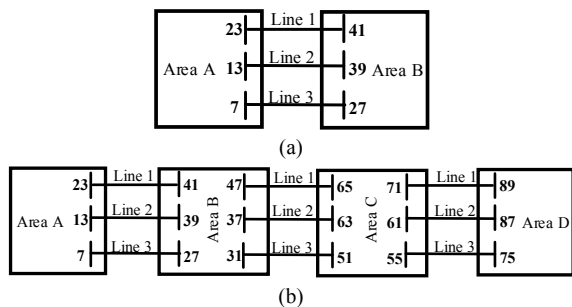 23 Line 1 41
Area A 13 Line 2 39 Area B
7 Line 3 27
(a)
23 Line 1 41 47 Line 1 65 71 Line 1 89
Area A 13 Line 2 39 Area B 37 Line 2 63 Area C 61 Line 2 87 Area D
7 Line 3 27 31 Line 3 51 55 Line 3 75
(b)